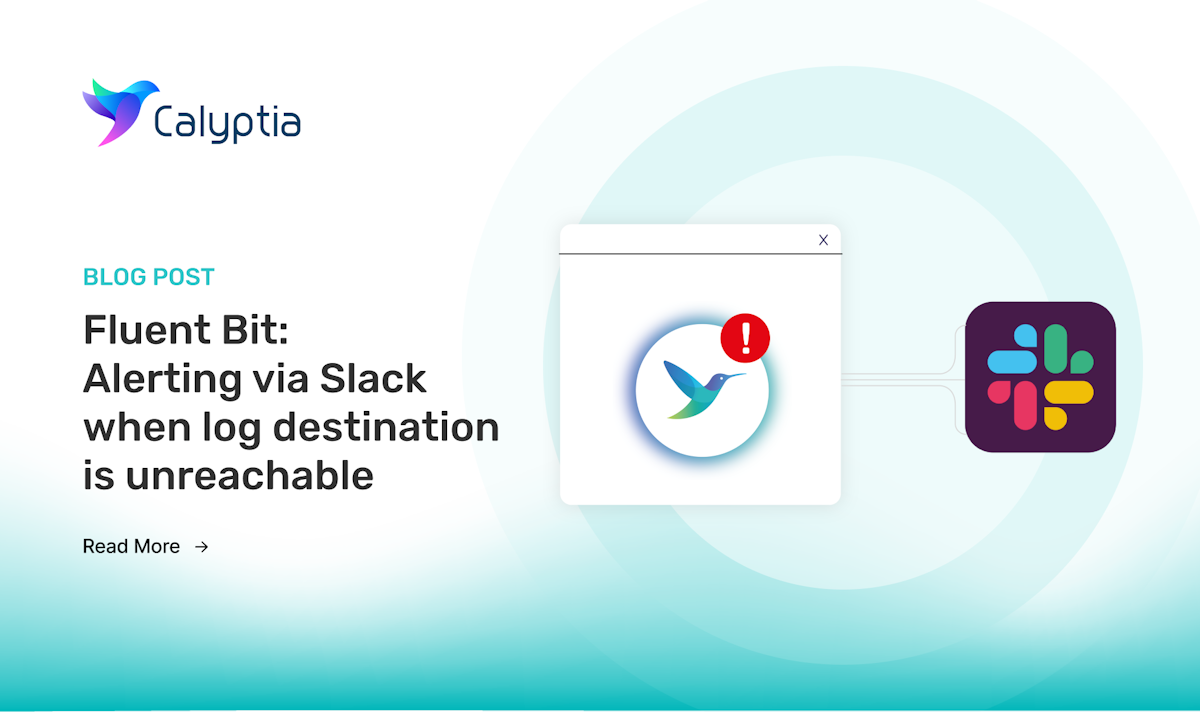 Calyptia
BLOG POST
Fluent Bit:
Alerting via Slack
when log destination
is unreachable
Read More →
X
!